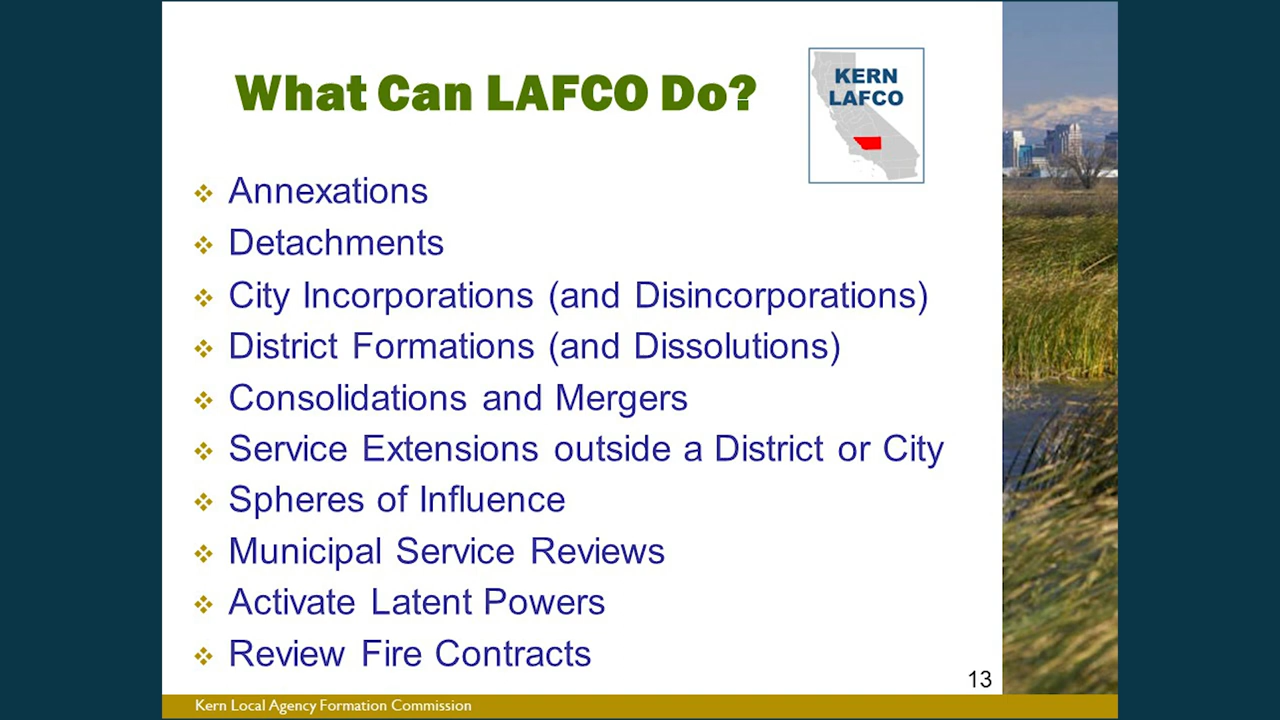 What Can LAFCO Do?
KERN
LAFCO
Annexations
Detachments
City Incorporations (and Disincorporations)
District Formations (and Dissolutions)
Consolidations and Mergers
Service Extensions outside a District or City
Spheres of Influence
Municipal Service Reviews
Activate Latent Powers
Review Fire Contracts
13
Kern Local Agency Formation Commission